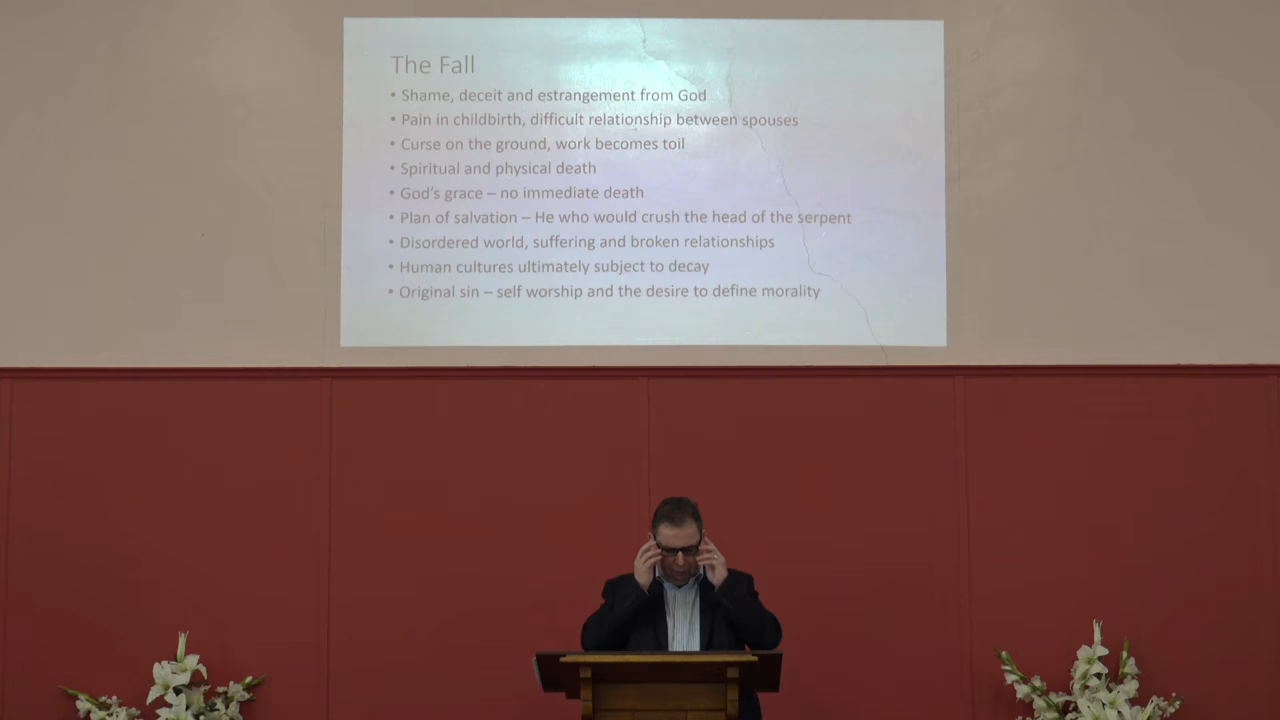 The Fall
• Shame, deceit and estrangement from God
• Pain in childbirth, difficult relationship between spouses
• Curse on the ground, work becomes toil
• Spiritual and physical death
• God's grace – no immediate death
• Plan of salvation – He who would crush the head of the serpent
• Disordered world, suffering and broken relationships
• Human cultures ultimately subject to decay
• Original sin – self worship and the desire to define morality